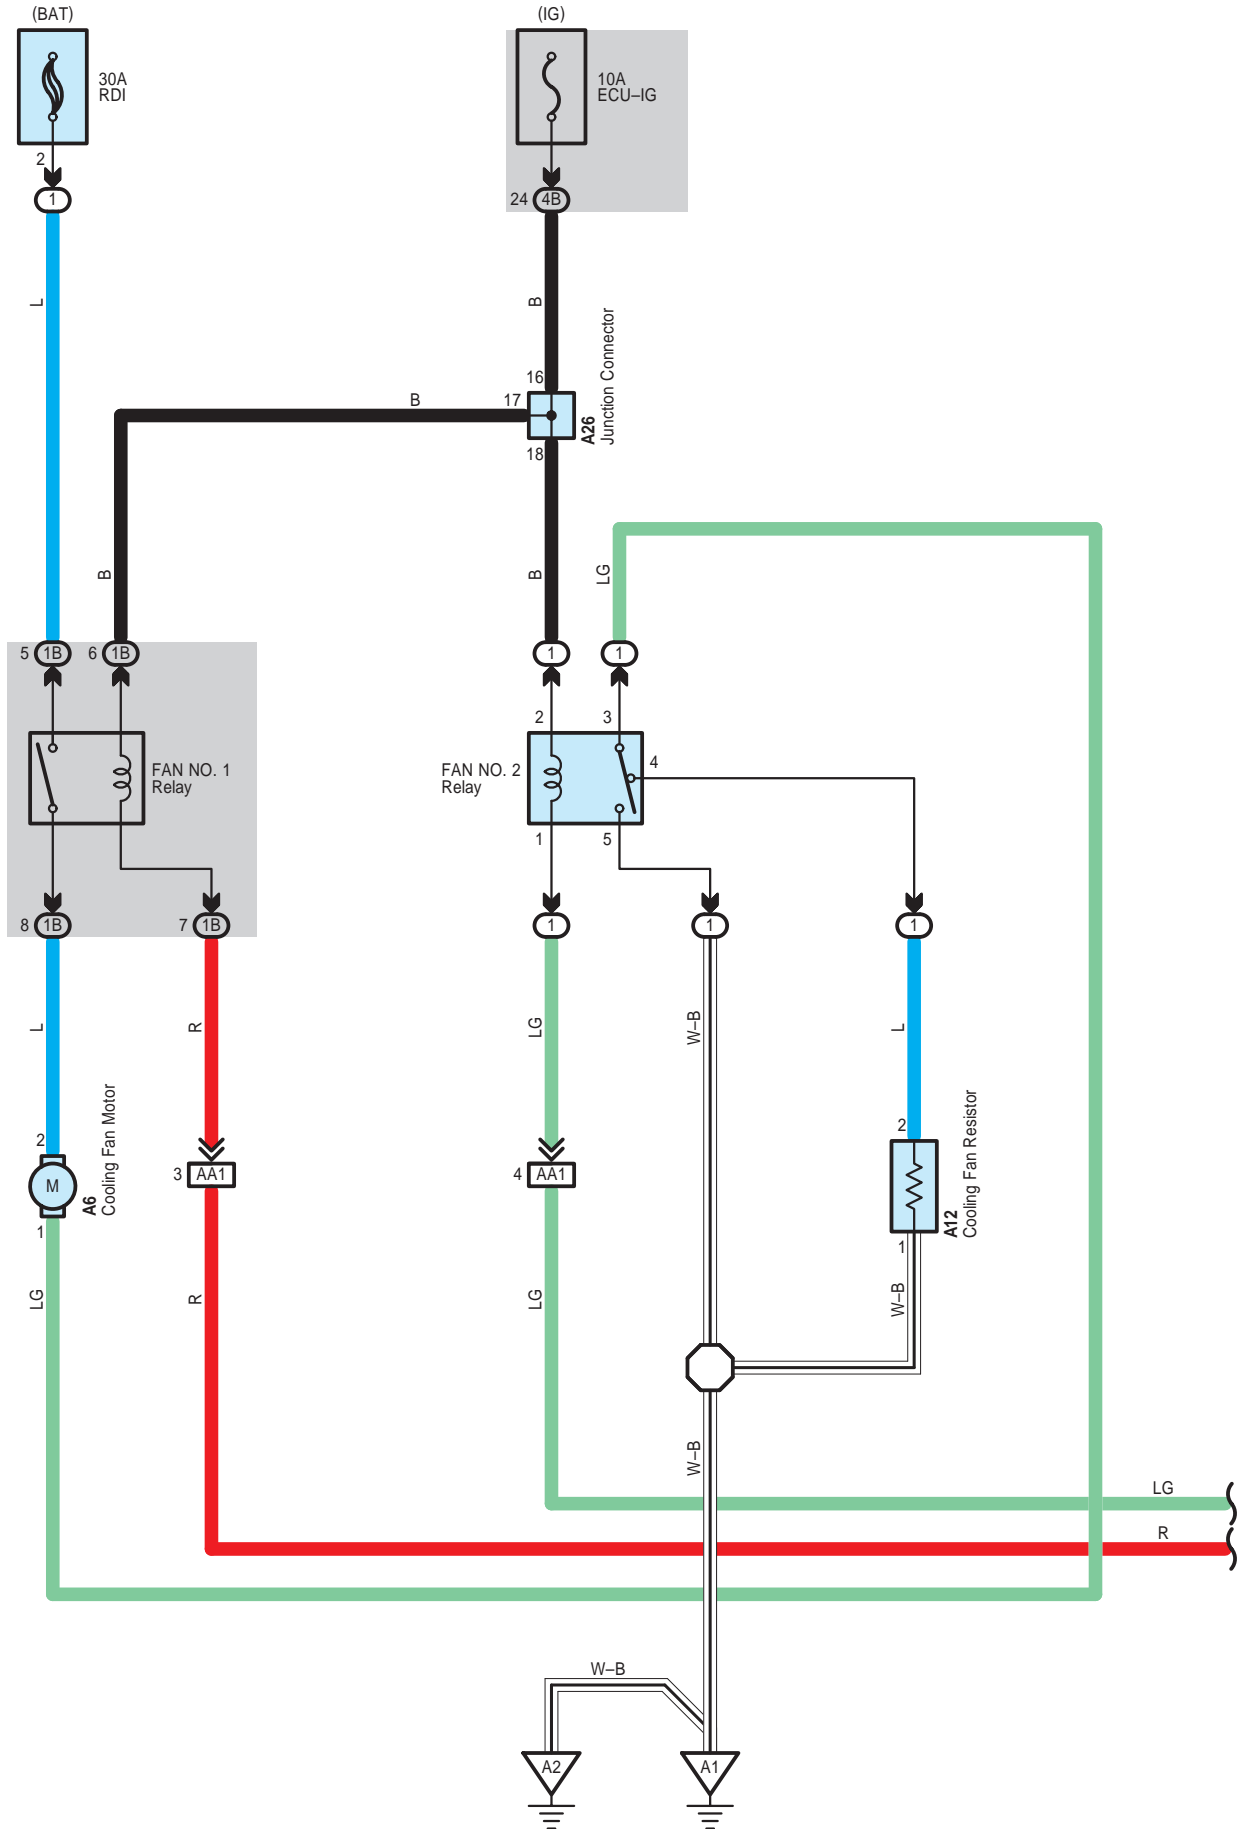 (BAT)
(IG)
30A
RDI
10A
ECU–IG
2
1
24
4B
L
B
16
17
18
A26
Junction Connector
B
B
B
LG
5
1B
6
1B
1
1
2
3
4
FAN NO. 1
Relay
FAN NO. 2
Relay
1
5
8
1B
7
1B
1
1
1
L
R
LG
W–B
L
2
M
1
A6
Cooling Fan Motor
3
AA1
4
AA1
2
1
A12
Cooling Fan Resistor
LG
R
LG
W–B
W–B
LG
R
W–B
A2
A1